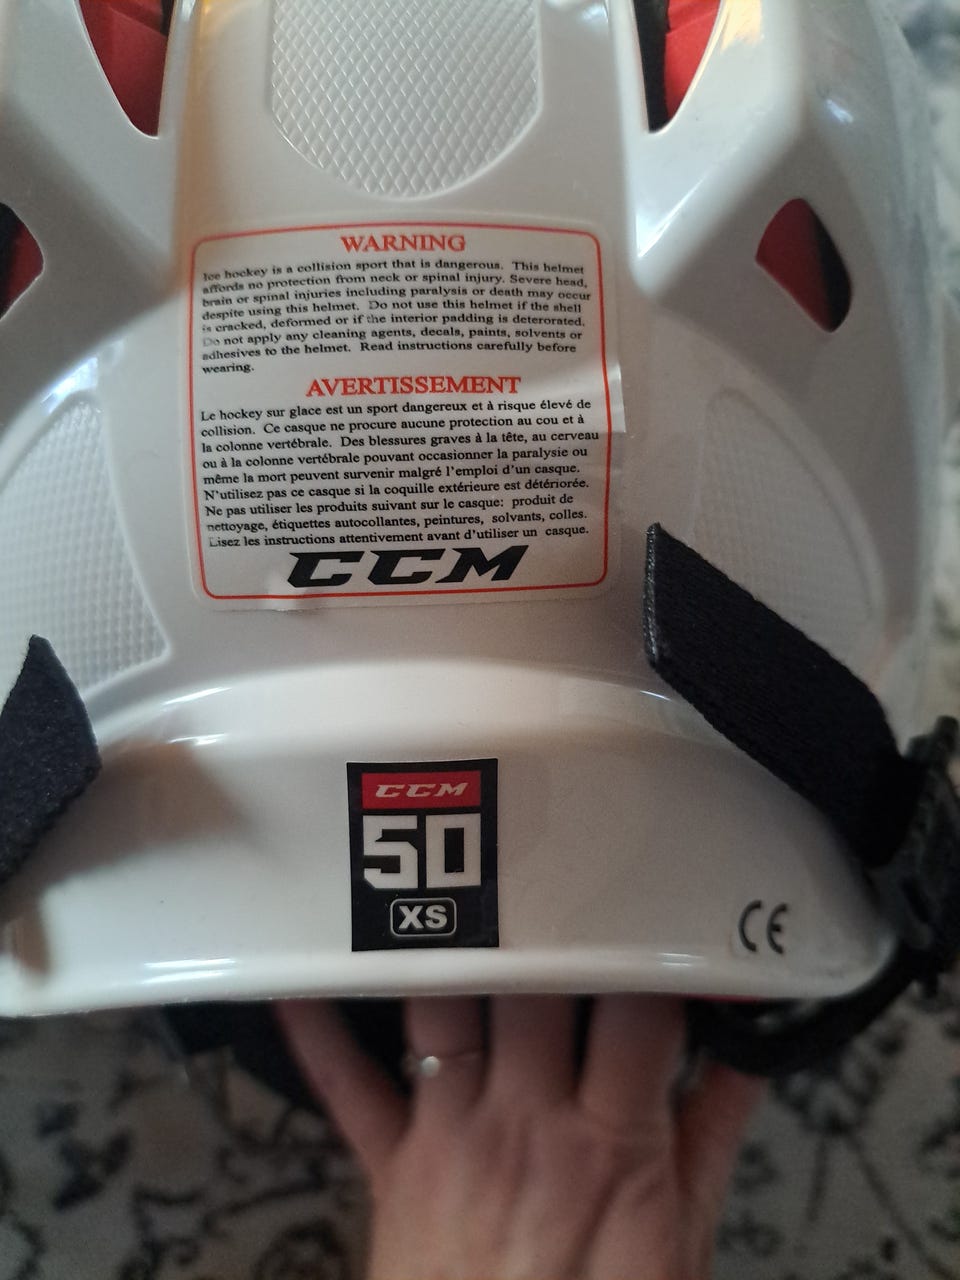 WARNING
Ice hockey is a collision sport that is dangerous. This helmet
affords no protection from neck or spinal injury. Severe head,
brain or spinal injuries including paralysis or death may occur
despite using this helmet. Do not use this helmet if the shell
is cracked, deformed or if the interior padding is deterorated.
Do not apply any cleaning agents, decals, paints, solvents or
adhesives to the helmet. Read instructions carefully before
wearing.
AVERTISSEMENT
Le hockey sur glace est un sport dangereux et à risque élevé de
collision. Ce casque ne procure aucune protection au cou et à
la colonne vertébrale. Des blessures graves à la tête, au cerveau
ou à la colonne vertébrale pouvant occasionner la paralysie ou
même la mort peuvent survenir malgré l'emploi d'un casque.
N'utilisez pas ce casque si la coquille extérieure est détériorée.
Ne pas utiliser les produits suivant sur le casque: produit de
nettoyage, étiquettes autocollantes, peintures, solvants, colles.
Lisez les instructions attentivement avant d'utiliser un casque.
CCM
CCM
50
XS
CE